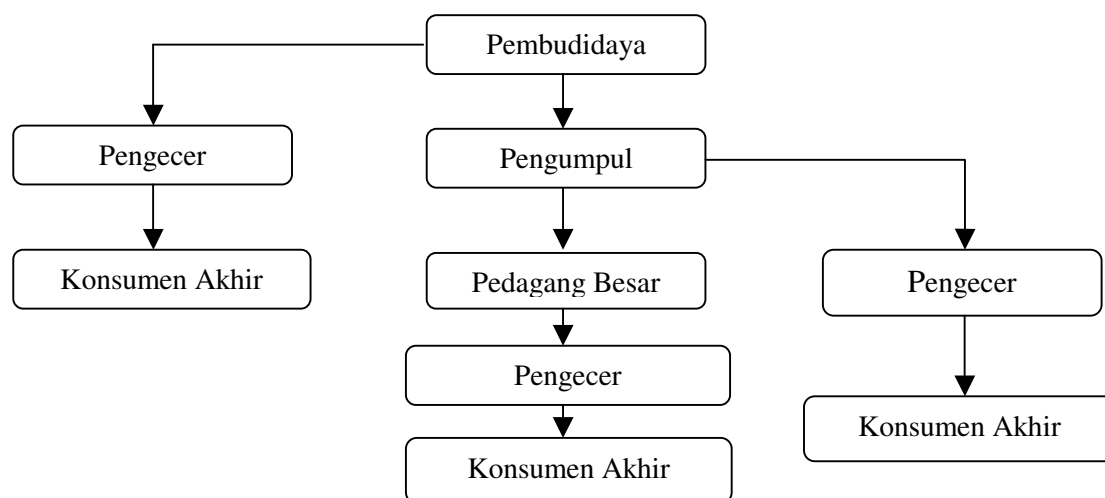 Pembudidaya
Pengecer
Pengumpul
Konsumen Akhir
Pedagang Besar
Pengecer
Pengecer
Konsumen Akhir
Konsumen Akhir